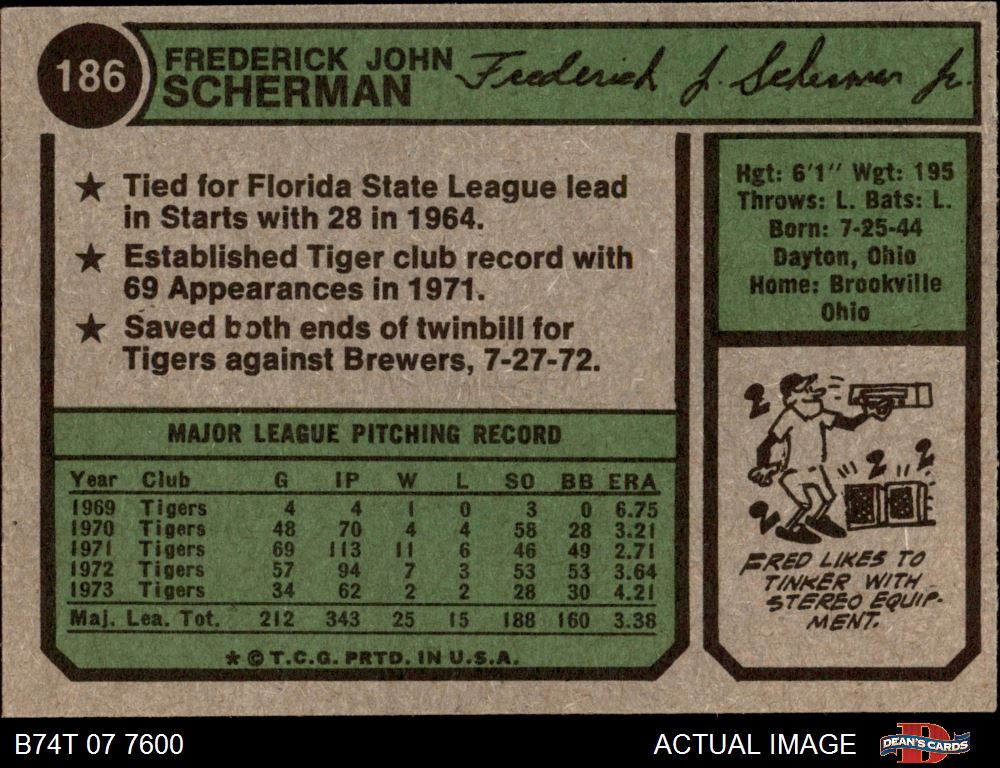 186
FREDERICK JOHN
SCHERMAN
Frederick J. Scherman Jr.
★ Tied for Florida State League lead
in Starts with 28 in 1964.
★ Established Tiger club record with
69 Appearances in 1971.
★ Saved both ends of twinbill for
Tigers against Brewers, 7-27-72.
MAJOR LEAGUE PITCHING RECORD
Year Club G IP W L SO BB ERA
1969 Tigers 4 4 1 0 3 0 6.75
1970 Tigers 48 70 4 4 58 28 3.21
1971 Tigers 69 113 11 6 46 49 2.71
1972 Tigers 57 94 7 3 53 53 3.64
1973 Tigers 34 62 2 2 28 30 4.21
Maj. Lea. Tot. 212 343 25 15 188 160 3.38
★ © T.C.G. PRTD. IN U.S.A.
Hgt: 6'1" Wgt: 195
Throws: L. Bats: L.
Born: 7-25-44
Dayton, Ohio
Home: Brookville
Ohio
FRED LIKES TO
TINKER WITH
STEREO EQUIP-
MENT.
B74T 07 7600
ACTUAL IMAGE
DEAN'S CARDS